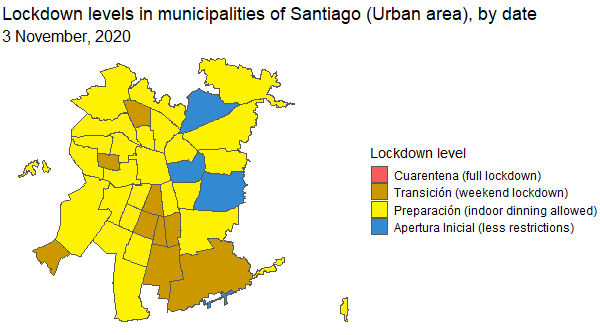 Lockdown levels in municipalities of Santiago (Urban area), by date
3 November, 2020
Lockdown level
Cuarentena (full lockdown)
Transición (weekend lockdown)
Preparación (indoor dinning allowed)
Apertura Inicial (less restrictions)